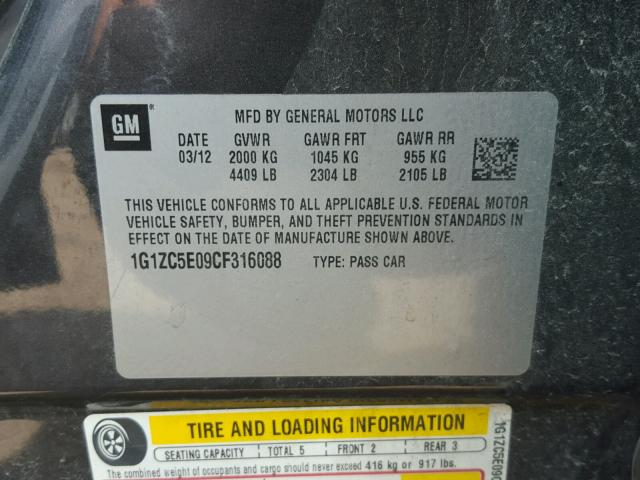 GM
MFD BY GENERAL MOTORS LLC
DATE GVWR GAWR FRT GAWR RR
03/12 2000 KG 1045 KG 955 KG
4409 LB 2304 LB 2105 LB
THIS VEHICLE CONFORMS TO ALL APPLICABLE U.S. FEDERAL MOTOR
VEHICLE SAFETY, BUMPER, AND THEFT PREVENTION STANDARDS IN
EFFECT ON THE DATE OF MANUFACTURE SHOWN ABOVE.
1G1ZC5E09CF316088 TYPE: PASS CAR
TIRE AND LOADING INFORMATION
SEATING CAPACITY TOTAL 5 FRONT 2 REAR 3
The combined weight of occupants and cargo should never exceed 416 kg or 917 lbs.
1G1ZC5E09C